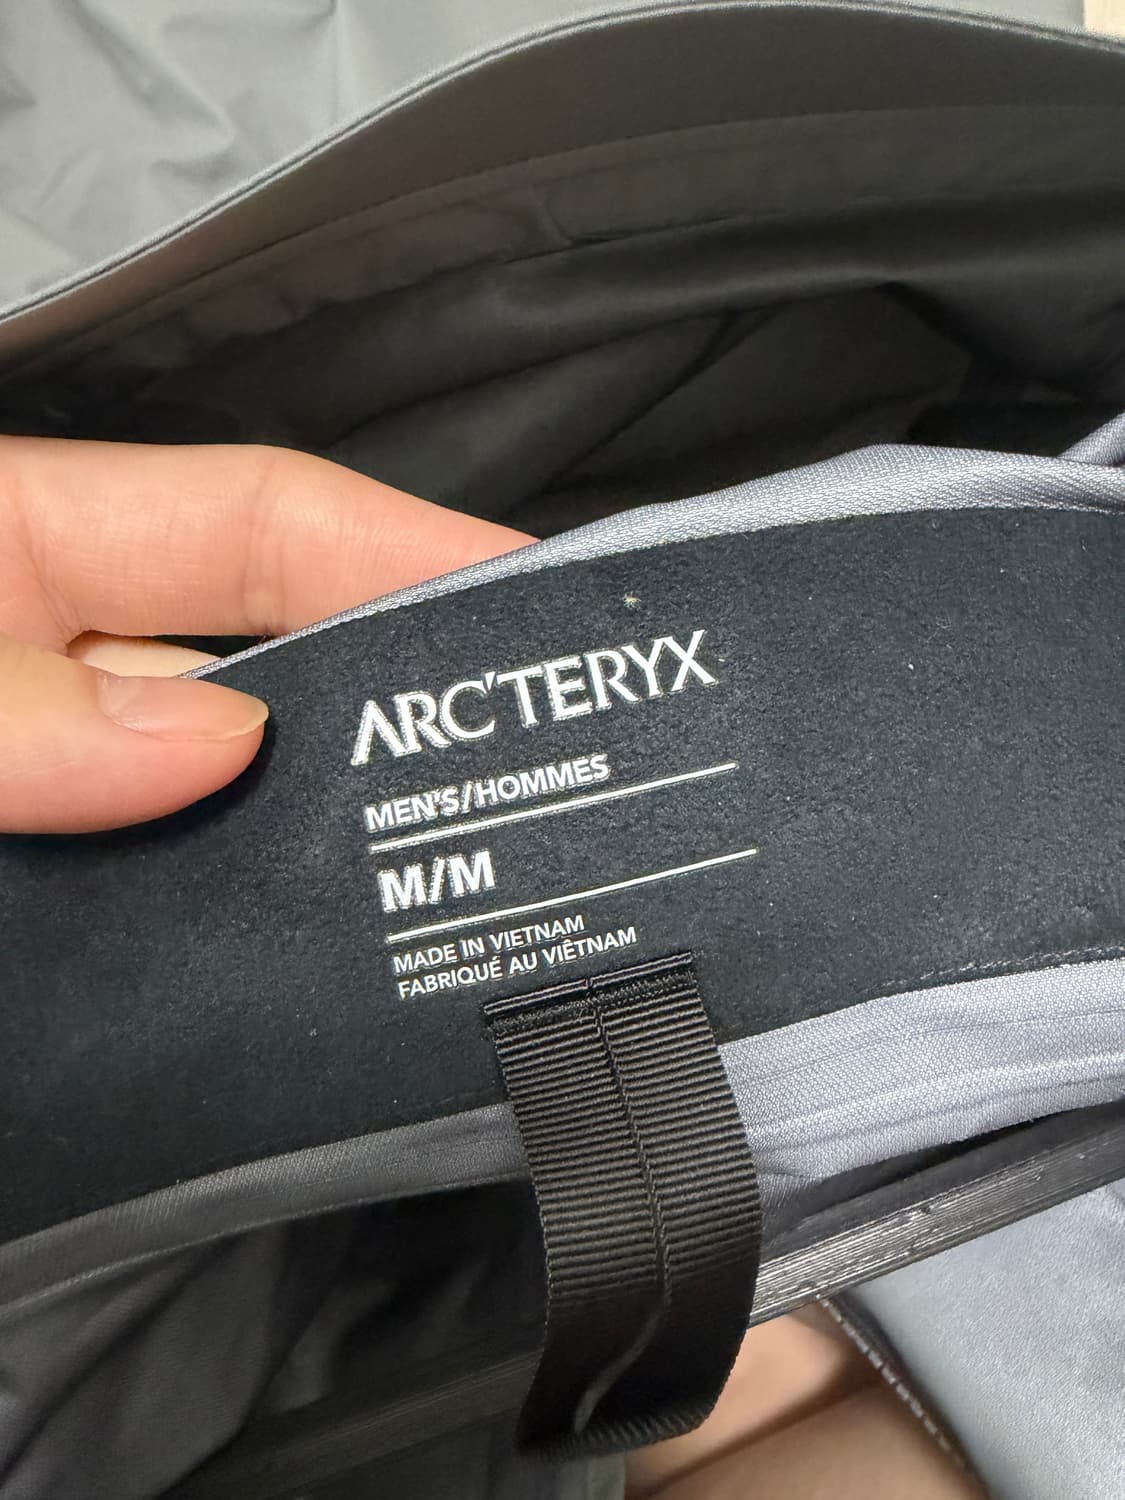 ARC'TERYX
MEN'S/HOMMES
M/M
MADE IN VIETNAM
FABRIQUÉ AU VIÊTNAM